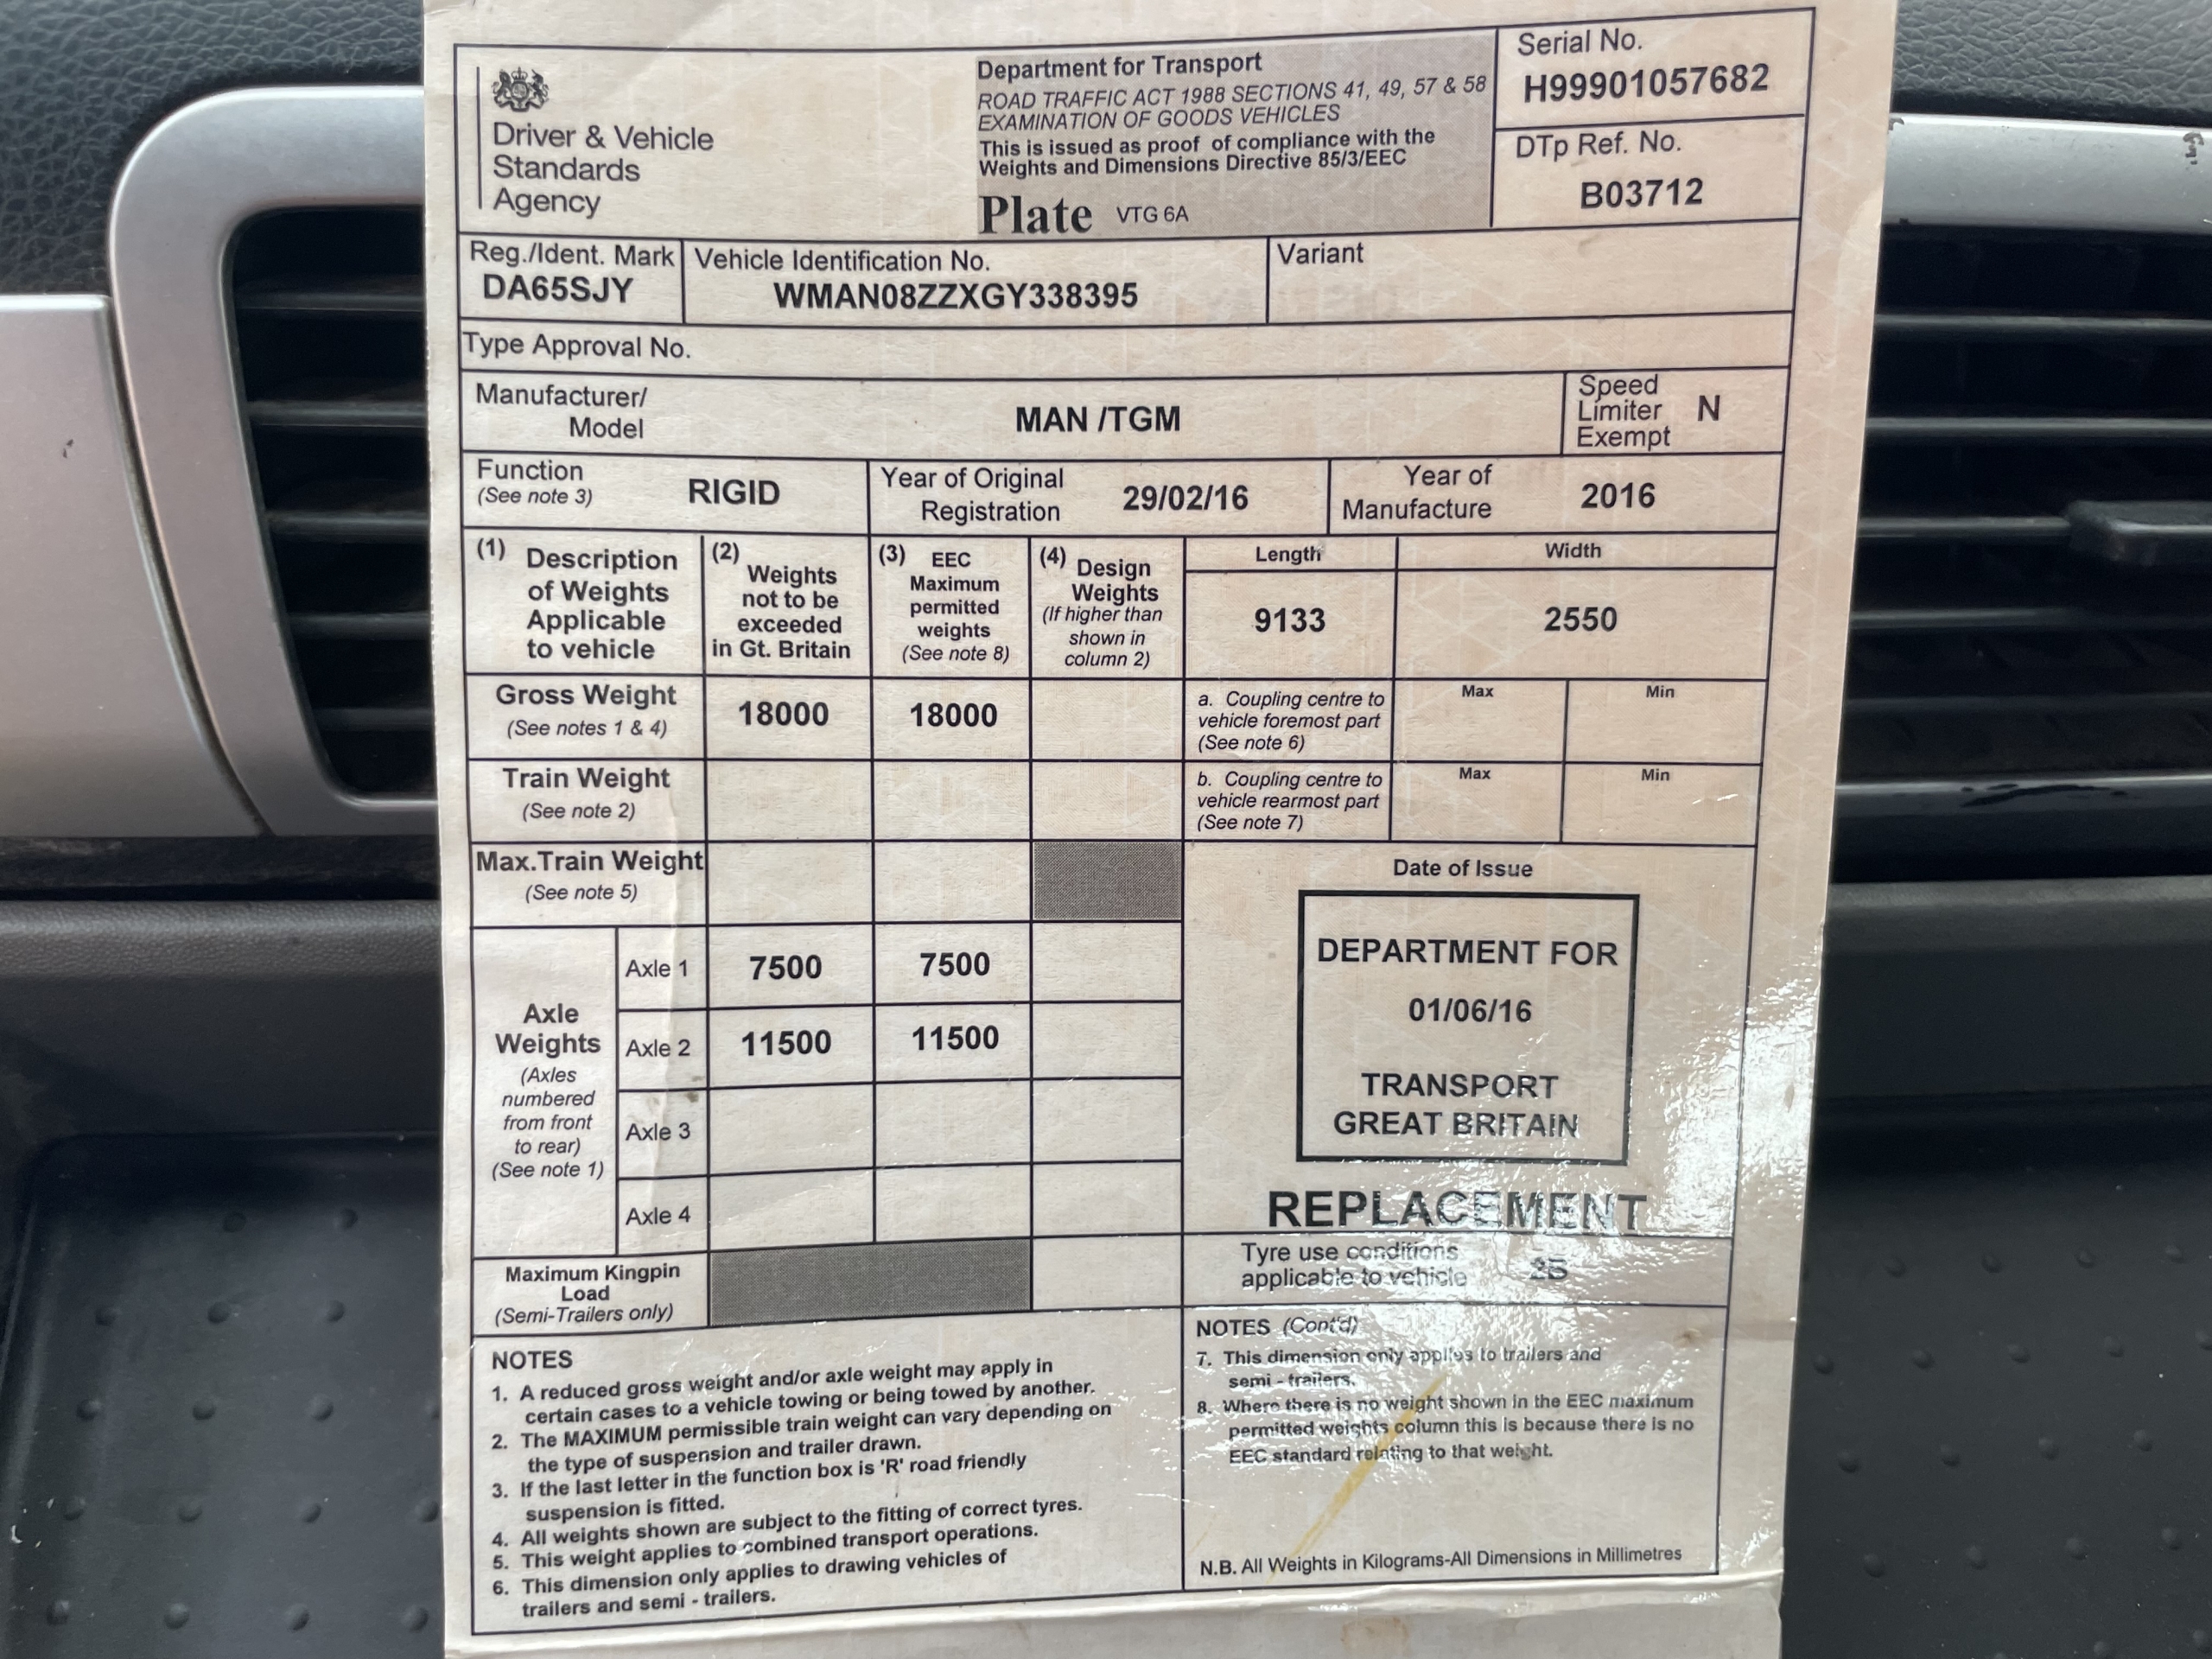 Driver & Vehicle
Standards
Agency
Department for Transport
ROAD TRAFFIC ACT 1988 SECTIONS 41, 49, 57 & 58
EXAMINATION OF GOODS VEHICLES
This is issued as proof of compliance with the
Weights and Dimensions Directive 85/3/EEC
Plate VTG 6A
Serial No.
H99901057682
DTp Ref. No.
B03712
Reg./Ident. Mark
DA65SJY
Vehicle Identification No.
WMAN08ZZXGY338395
Variant
Type Approval No.
Manufacturer/
Model
MAN /TGM
Speed
Limiter
Exempt
N
Function
(See note 3)
RIGID
Year of Original
Registration
29/02/16
Year of
Manufacture
2016
(1) Description
of Weights
Applicable
to vehicle
(2) Weights
not to be
exceeded
in Gt. Britain
(3) EEC
Maximum
permitted
weights
(See note 8)
(4) Design
Weights
(If higher than
shown in
column 2)
Length
9133
Width
2550
Gross Weight
(See notes 1 & 4)
18000
18000
a. Coupling centre to
vehicle foremost part
(See note 6)
Max
Min
Train Weight
(See note 2)
b. Coupling centre to
vehicle rearmost part
(See note 7)
Max
Min
Max.Train Weight
(See note 5)
Axle
Weights
(Axles
numbered
from front
to rear)
(See note 1)
Axle 1
7500
7500
Axle 2
11500
11500
Axle 3
Axle 4
Maximum Kingpin
Load
(Semi-Trailers only)
Date of Issue
DEPARTMENT FOR
01/06/16
TRANSPORT
GREAT BRITAIN
REPLACEMENT
Tyre use conditions
applicable to vehicle
NOTES
1. A reduced gross weight and/or axle weight may apply in
certain cases to a vehicle towing or being towed by another.
2. The MAXIMUM permissible train weight can vary depending on
the type of suspension and trailer drawn.
3. If the last letter in the function box is 'R' road friendly
suspension is fitted.
4. All weights shown are subject to the fitting of correct tyres.
5. This weight applies to combined transport operations.
6. This dimension only applies to drawing vehicles of
trailers and semi - trailers.
NOTES (Cont'd)
7. This dimension only applies to trailers and
semi - trailers.
8. Where there is no weight shown in the EEC maximum
permitted weights column this is because there is no
EEC standard relating to that weight.
N.B. All Weights in Kilograms-All Dimensions in Millimetres